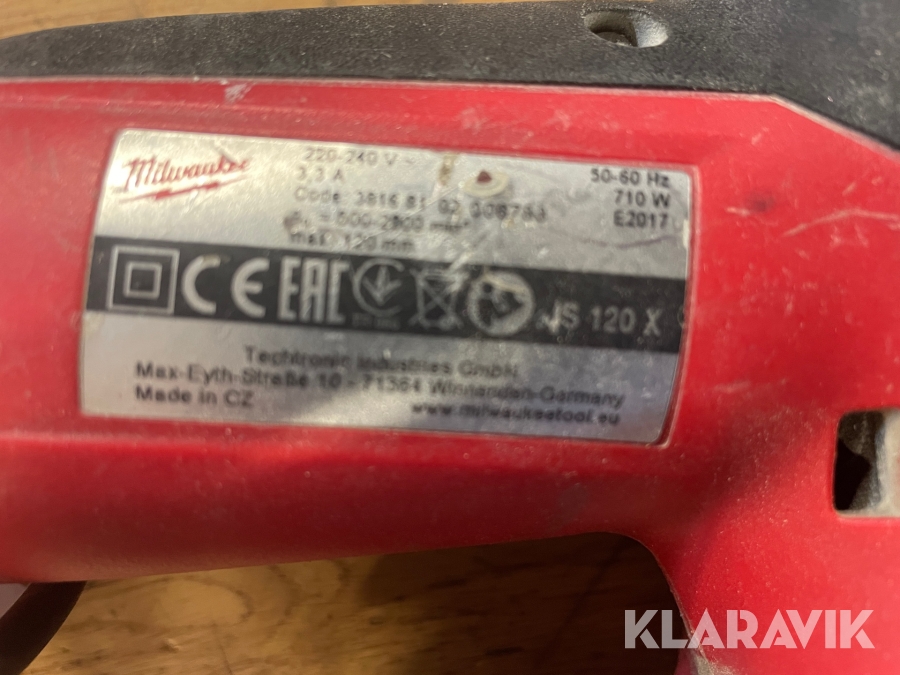 Milwaukee
220-240 V ~
50-60 Hz
3,3 A
710 W
Code 3816 81 02
E2017
max. 120 mm
CE EAC JS 120 X
Techtronic Industries GmbH
Max-Eyth-Straße 10 - 71364 Winnenden-Germany
Made in CZ
www.milwaukeetool.eu
KLARAVIK